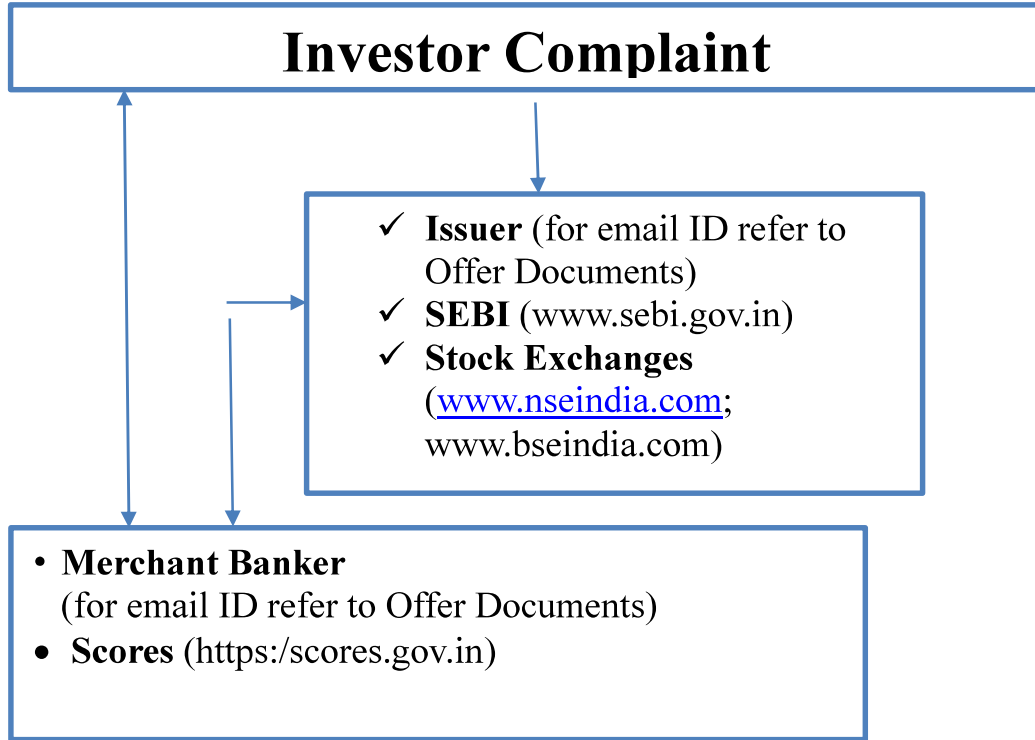 Investor Complaint
✓ Issuer (for email ID refer to
Offer Documents)
✓ SEBI (www.sebi.gov.in)
✓ Stock Exchanges
(www.nseindia.com;
www.bseindia.com)
• Merchant Banker
(for email ID refer to Offer Documents)
• Scores (https:/scores.gov.in)